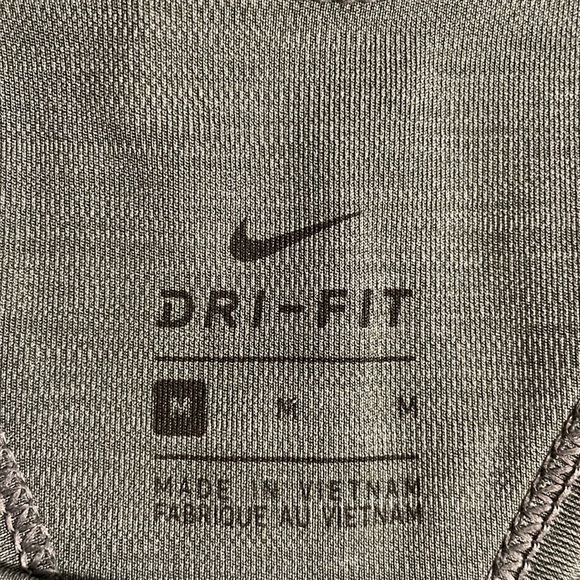 DRI-FIT
M M M
MADE IN VIETNAM
FABRIQUE AU VIETNAM